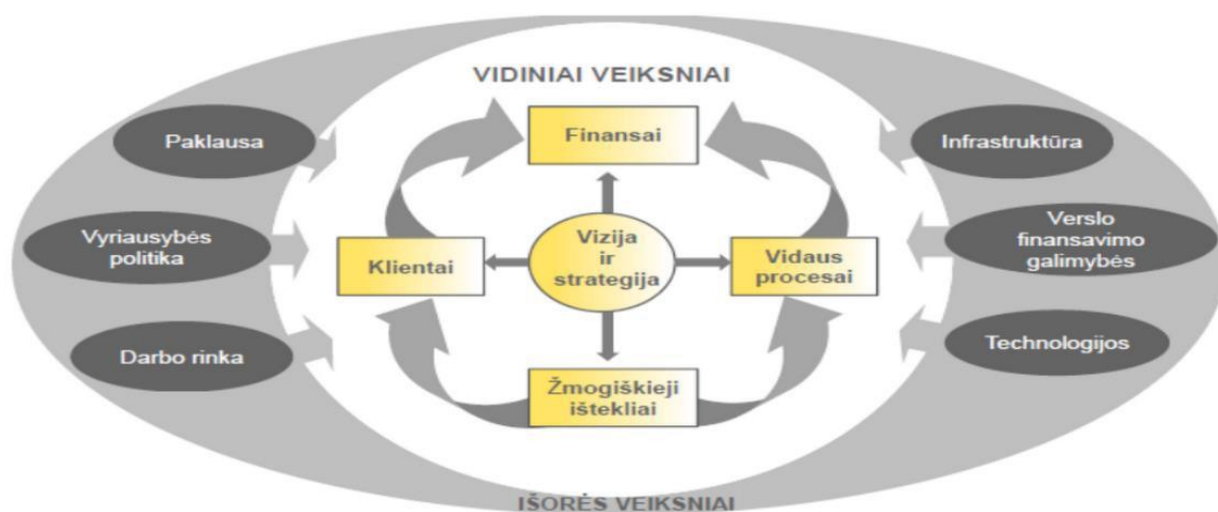 VIDINIAI VEIKSNIAI
Paklausa
Finansai
Infrastruktūra
Vyriausybės
politika
Klientai
Vizija
ir
strategija
Vidaus
procesai
Verslo
finansavimo
galimybės
Darbo rinka
Žmogiškieji
ištekliai
Technologijos
IŠORĖS VEIKSNIAI